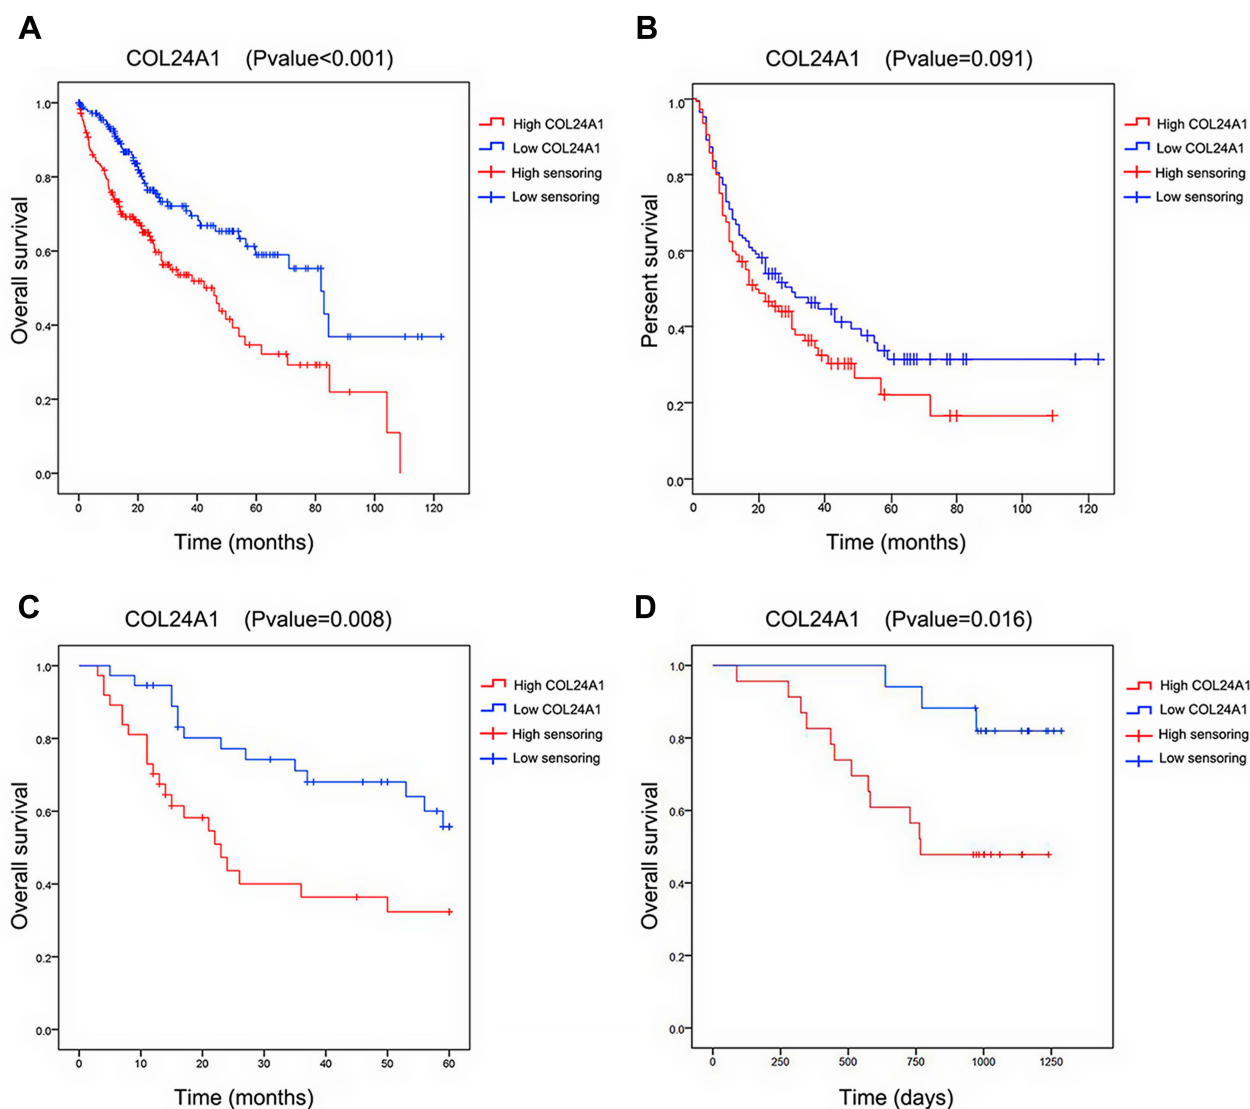 A
COL24A1 (Pvalue<0.001)
Overall survival
1.0
0.8
0.6
0.4
0.2
0.0
0 20 40 60 80 100 120
Time (months)
High COL24A1
Low COL24A1
High sensoring
Low sensoring
B
COL24A1 (Pvalue=0.091)
Persent survival
1.0
0.8
0.6
0.4
0.2
0.0
0 20 40 60 80 100 120
Time (months)
High COL24A1
Low COL24A1
High sensoring
Low sensoring
C
COL24A1 (Pvalue=0.008)
Overall survival
1.0
0.8
0.6
0.4
0.2
0.0
0 10 20 30 40 50 60
Time (months)
High COL24A1
Low COL24A1
High sensoring
Low sensoring
D
COL24A1 (Pvalue=0.016)
Overall survival
1.0
0.8
0.6
0.4
0.2
0.0
0 250 500 750 1000 1250
Time (days)
High COL24A1
Low COL24A1
High sensoring
Low sensoring